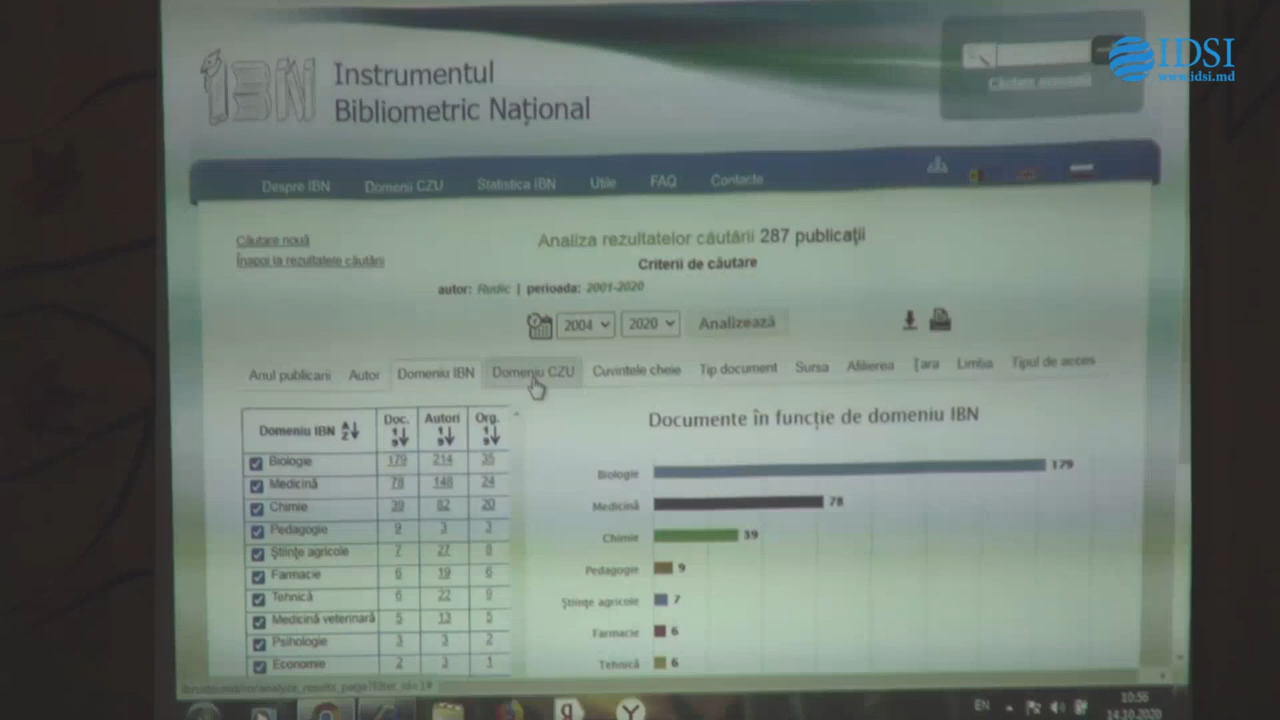 IDSI
www.idsi.md
IBN
Instrumentul
Bibliometric Național
Căutare avansată
Despre IBN Domenii CZU Statistica IBN Utile FAQ Contacte
Căutare nouă
Înapoi la rezultatele căutării
Analiza rezultatelor căutării 287 publicații
Criterii de căutare
autor: Rudic | perioada: 2001-2020
2004 2020 Analizează
Anul publicarii Autor Domeniu IBN Domeniu CZU Cuvintele cheie Tip document Sursa Afilierea Țara Limba Tipul de acces
Domeniu IBN Doc. Autori Org.
Biologie 179 214 35
Medicină 78 148 24
Chimie 39 82 20
Pedagogie 9 3 3
Științe agricole 7 27 8
Farmacie 6 19 6
Tehnică 6 22 9
Medicină veterinară 5 13 5
Psihologie 3 3 2
Economie 2 3 1
Documente în funcție de domeniu IBN
Biologie 179
Medicină 78
Chimie 39
Pedagogie 9
Științe agricole 7
Farmacie 6
Tehnică 6
EN 10:56
14.10.2020